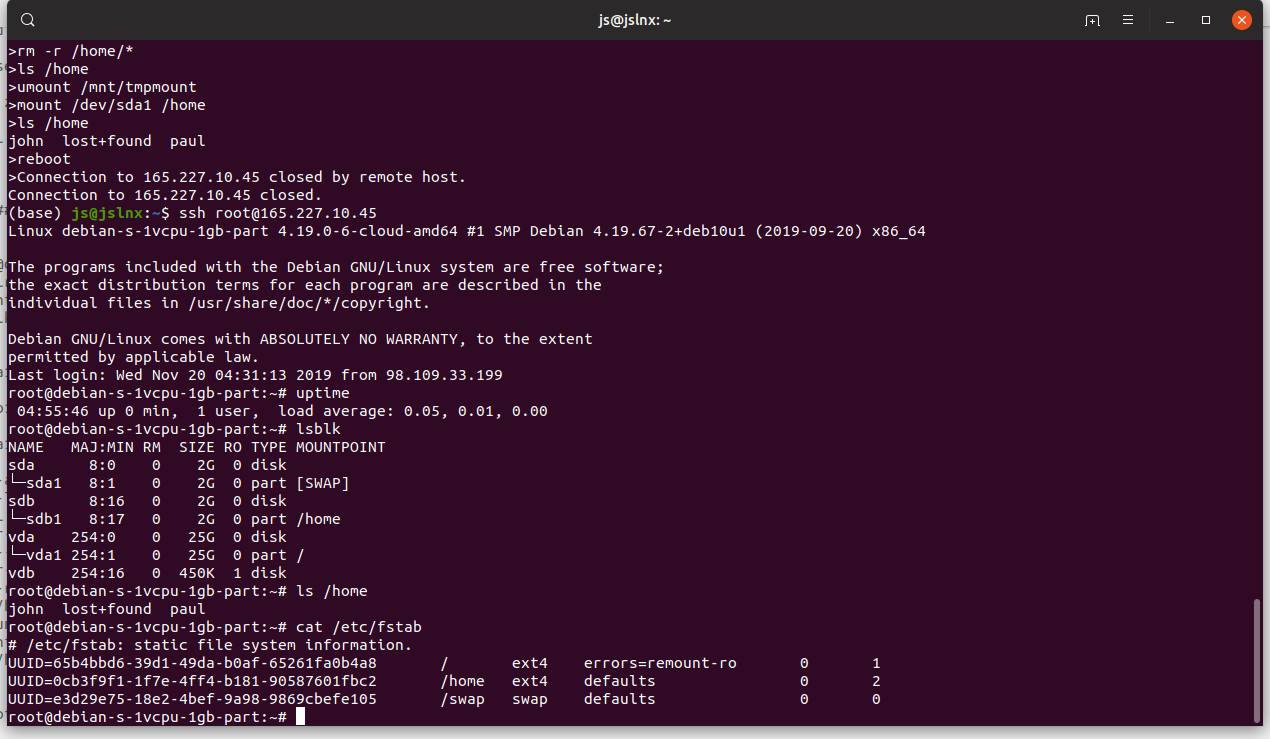 js@jslnx: ~
>rm -r /home/*
>ls /home
>umount /mnt/tmpmount
>mount /dev/sda1 /home
>ls /home
john  lost+found  paul
>reboot
>Connection to 165.227.10.45 closed by remote host.
Connection to 165.227.10.45 closed.
(base) js@jslnx:~$ ssh root@165.227.10.45
Linux debian-s-1vcpu-1gb-part 4.19.0-6-cloud-amd64 #1 SMP Debian 4.19.67-2+deb10u1 (2019-09-20) x86_64
The programs included with the Debian GNU/Linux system are free software;
the exact distribution terms for each program are described in the
individual files in /usr/share/doc/*/copyright.
Debian GNU/Linux comes with ABSOLUTELY NO WARRANTY, to the extent
permitted by applicable law.
Last login: Wed Nov 20 04:31:13 2019 from 98.109.33.199
root@debian-s-1vcpu-1gb-part:~# uptime
 04:55:46 up 0 min,  1 user,  load average: 0.05, 0.01, 0.00
root@debian-s-1vcpu-1gb-part:~# lsblk
NAME   MAJ:MIN RM  SIZE RO TYPE MOUNTPOINT
sda      8:0    0    2G  0 disk
└─sda1   8:1    0    2G  0 part [SWAP]
sdb      8:16   0    2G  0 disk
└─sdb1   8:17   0    2G  0 part /home
vda    254:0    0   25G  0 disk
└─vda1 254:1    0   25G  0 part /
vdb    254:16   0  450K  1 disk
root@debian-s-1vcpu-1gb-part:~# ls /home
john  lost+found  paul
root@debian-s-1vcpu-1gb-part:~# cat /etc/fstab
# /etc/fstab: static file system information.
UUID=65b4bbd6-39d1-49da-b0af-65261fa0b4a8       /       ext4    errors=remount-ro       0       1
UUID=0cb3f9f1-1f7e-4ff4-b181-90587601fbc2       /home   ext4    defaults                0       2
UUID=e3d29e75-18e2-4bef-9a98-9869cbefe105       /swap   swap    defaults                0       0
root@debian-s-1vcpu-1gb-part:~#